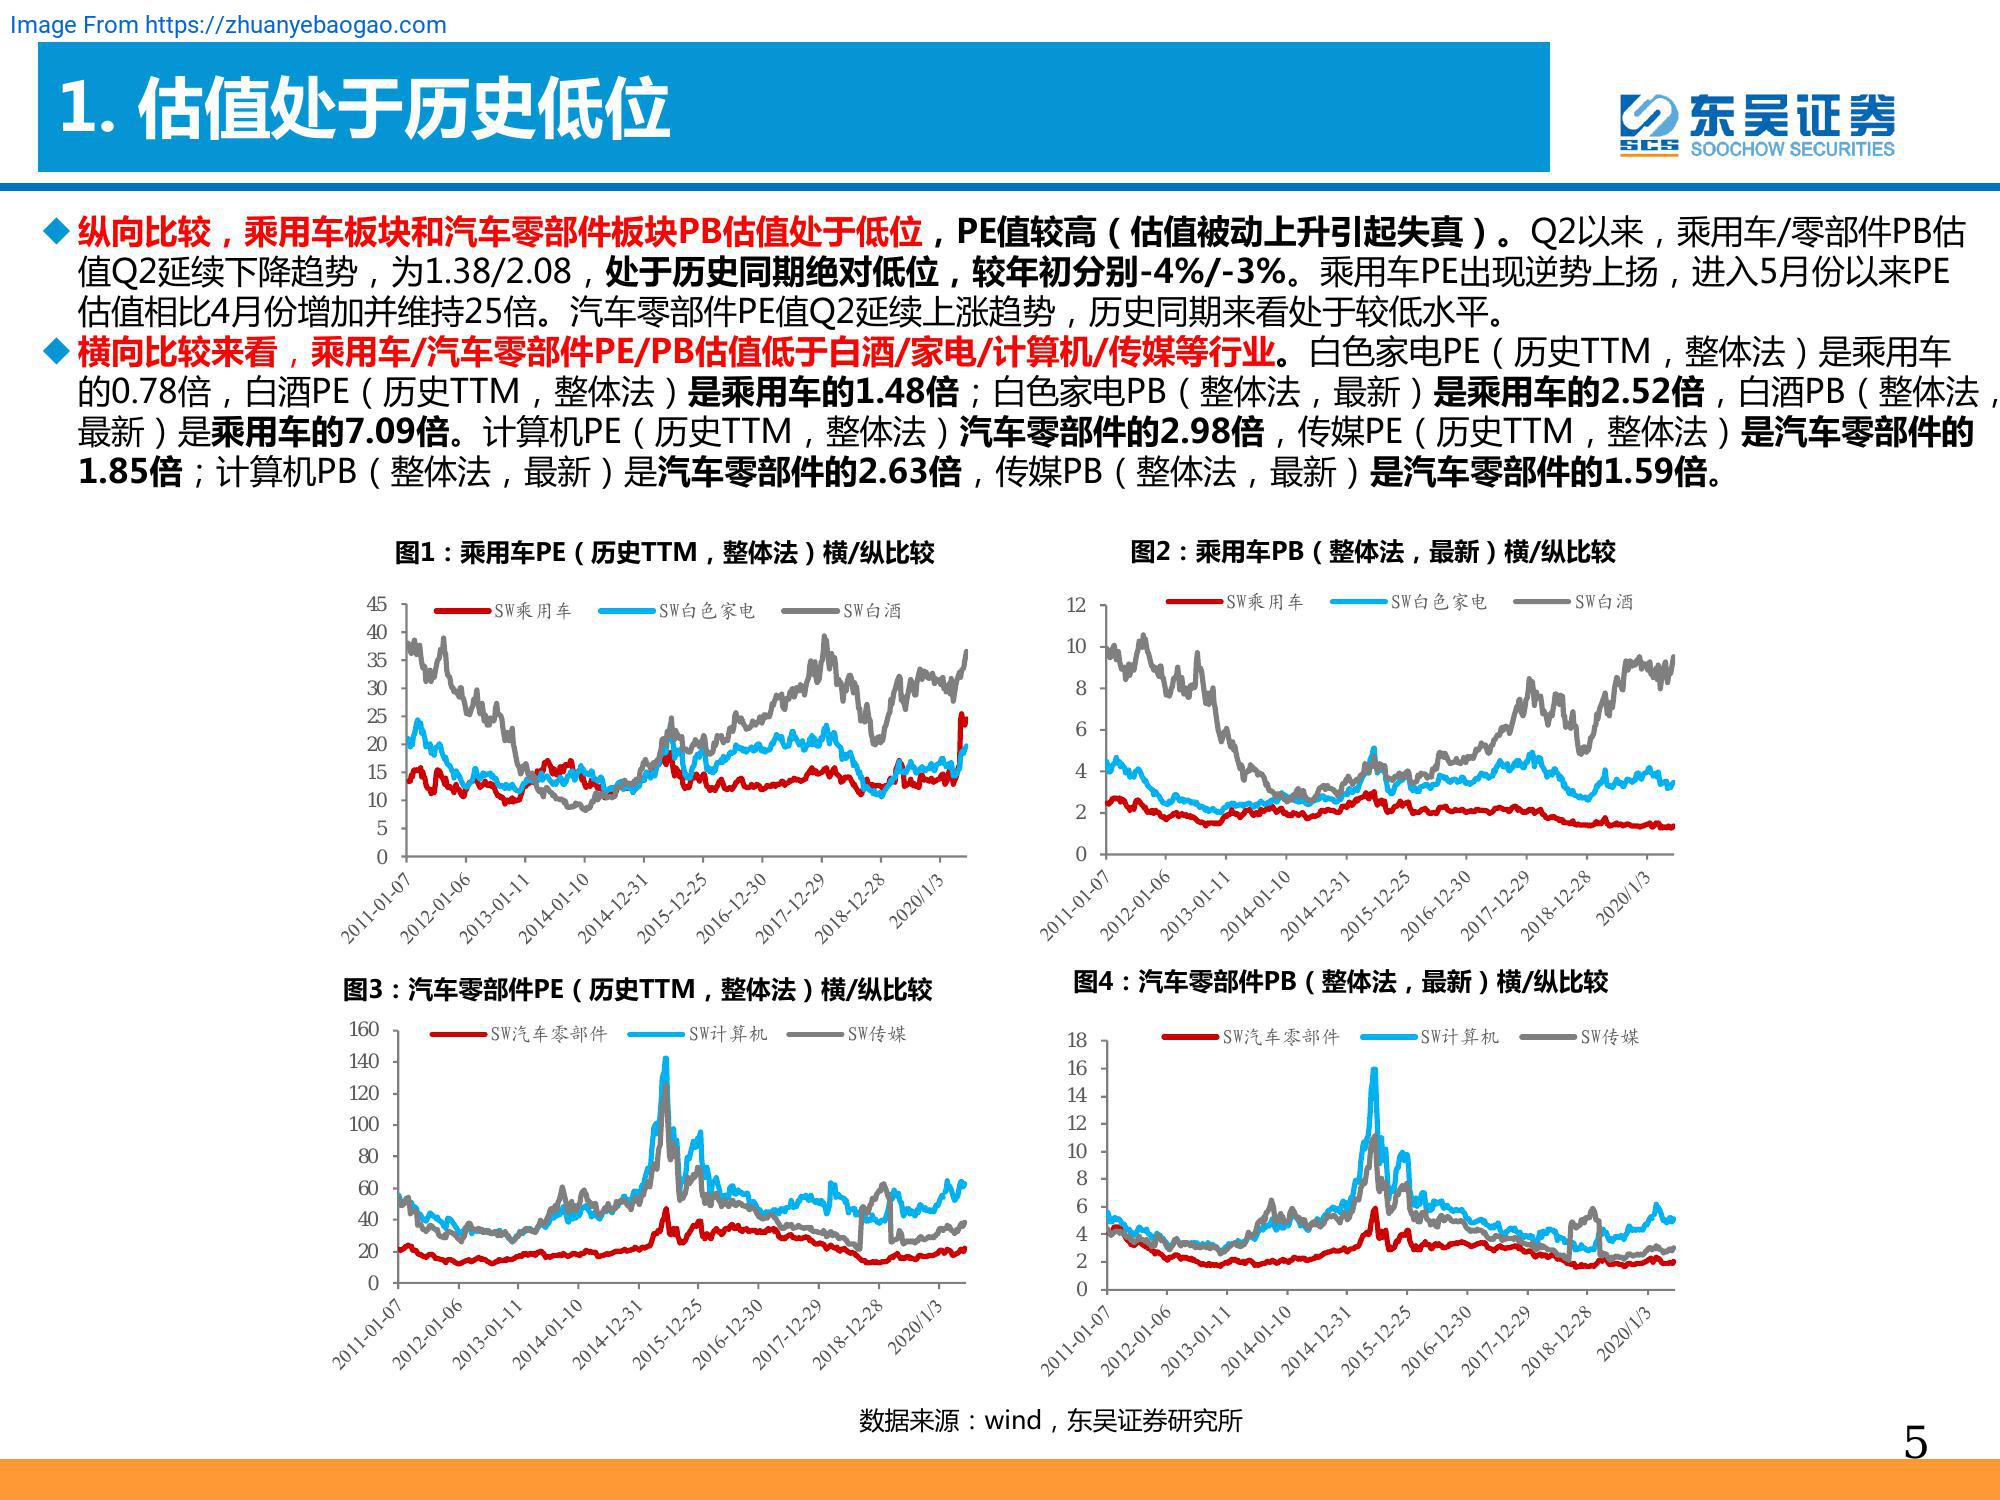 Image From https://zhuanyebaogao.com
1. 估值处于历史低位
东吴证券
SCS
SOOCHOW SECURITIES
纵向比较，乘用车板块和汽车零部件板块PB估值处于低位，PE值较高（估值被动上升引起失真）。Q2以来，乘用车/零部件PB估
值Q2延续下降趋势，为1.38/2.08，处于历史同期绝对低位，较年初分别-4%/-3%。乘用车PE出现逆势上扬，进入5月份以来PE
估值相比4月份增加并维持25倍。汽车零部件PE值Q2延续上涨趋势，历史同期来看处于较低水平。
横向比较来看，乘用车/汽车零部件PE/PB估值低于白酒/家电/计算机/传媒等行业。白色家电PE（历史TTM，整体法）是乘用车
的0.78倍，白酒PE（历史TTM，整体法）是乘用车的1.48倍；白色家电PB（整体法，最新）是乘用车的2.52倍，白酒PB（整体法，
最新）是乘用车的7.09倍。计算机PE（历史TTM，整体法）汽车零部件的2.98倍，传媒PE（历史TTM，整体法）是汽车零部件的
1.85倍；计算机PB（整体法，最新）是汽车零部件的2.63倍，传媒PB（整体法，最新）是汽车零部件的1.59倍。
图1：乘用车PE（历史TTM，整体法）横/纵比较
SW乘用车 SW白色家电 SW白酒
45
40
35
30
25
20
15
10
5
0
2011-01-07 2012-01-06 2013-01-11 2014-01-10 2014-12-31 2015-12-25 2016-12-30 2017-12-29 2018-12-28 2020/1/3
图2：乘用车PB（整体法，最新）横/纵比较
SW乘用车 SW白色家电 SW白酒
12
10
8
6
4
2
0
2011-01-07 2012-01-06 2013-01-11 2014-01-10 2014-12-31 2015-12-25 2016-12-30 2017-12-29 2018-12-28 2020/1/3
图3：汽车零部件PE（历史TTM，整体法）横/纵比较
SW汽车零部件 SW计算机 SW传媒
160
140
120
100
80
60
40
20
0
2011-01-07 2012-01-06 2013-01-11 2014-01-10 2014-12-31 2015-12-25 2016-12-30 2017-12-29 2018-12-28 2020/1/3
图4：汽车零部件PB（整体法，最新）横/纵比较
SW汽车零部件 SW计算机 SW传媒
18
16
14
12
10
8
6
4
2
0
2011-01-07 2012-01-06 2013-01-11 2014-01-10 2014-12-31 2015-12-25 2016-12-30 2017-12-29 2018-12-28 2020/1/3
数据来源：wind，东吴证券研究所
5